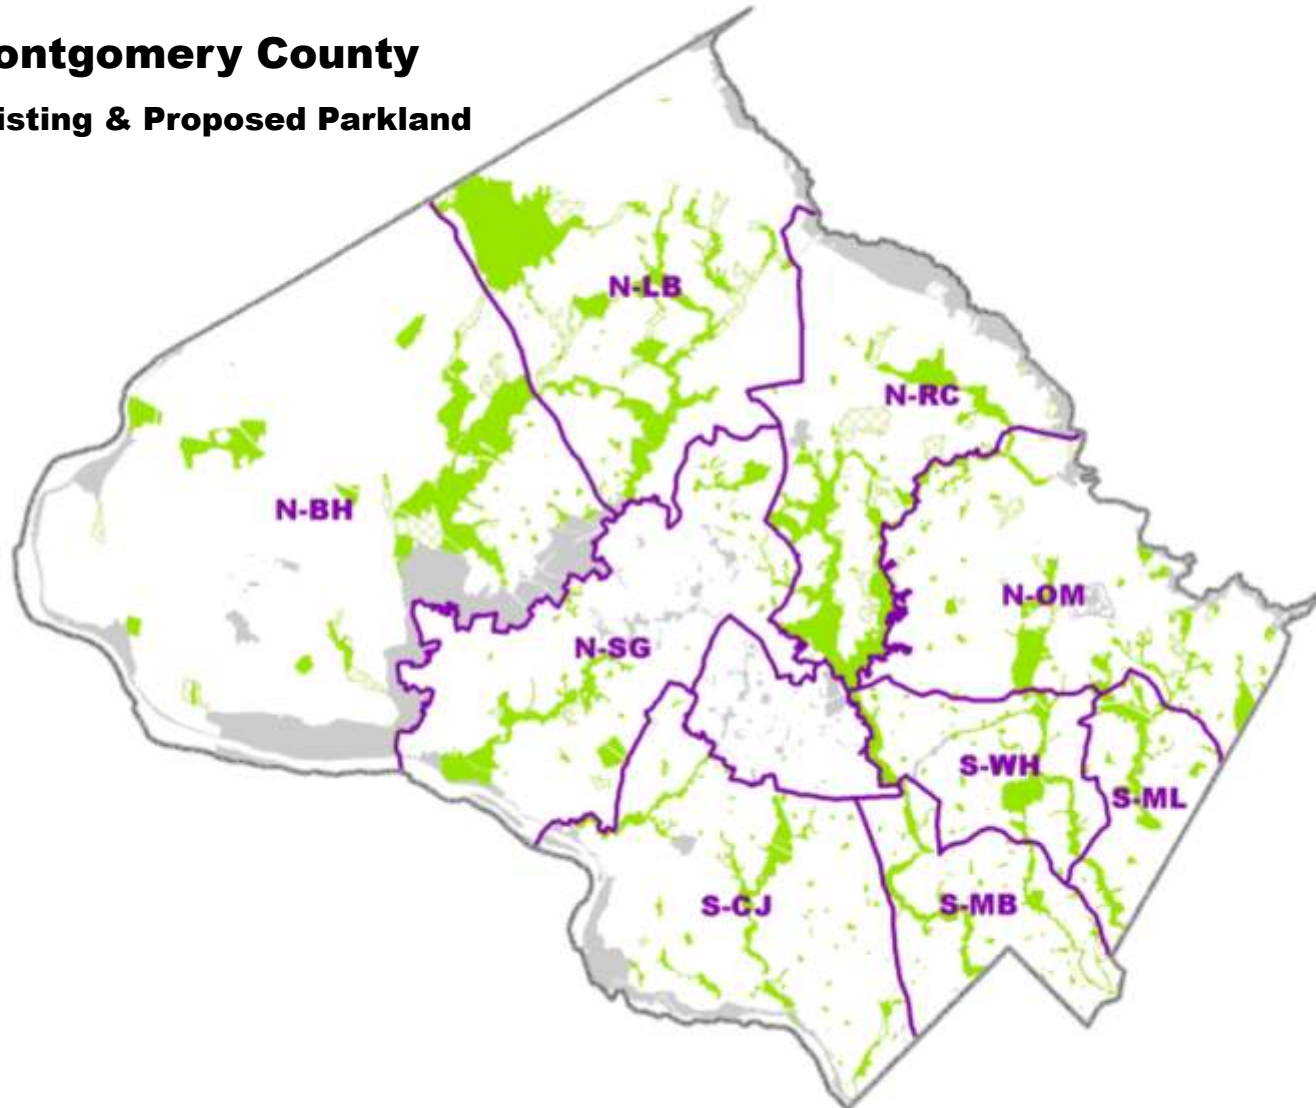 ontgomery County
isting & Proposed Parkland
N-LB
N-RC
N-BH
N-OM
N-SG
S-WH
S-ML
S-CJ
S-MB